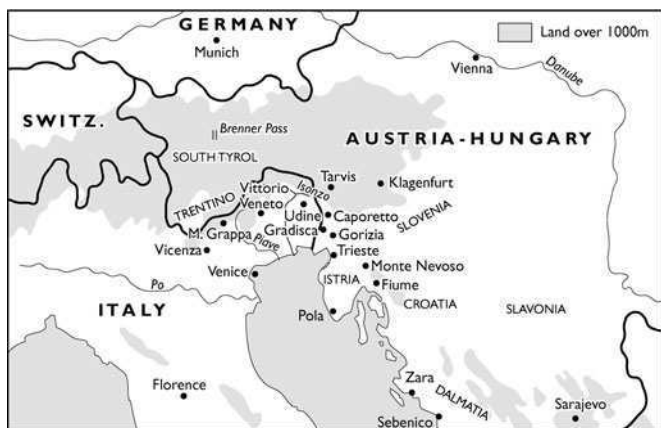 GERMANY
Land over 1000m
Munich
Vienna
Danube
SWITZ.
Brenner Pass
AUSTRIA-HUNGARY
SOUTH TYROL
Tarvis
Isonzo
Klagenfurt
TRENTINO
Vittorio
Veneto
Udine
Caporetto
SLOVENIA
M. Grappa
Gradisca
Gorizia
Vicenza
Piave
Trieste
Venice
Monte Nevoso
ISTRIA
Fiume
Po
ITALY
CROATIA
SLAVONIA
Pola
Florence
Zara
DALMATIA
Sarajevo
Sebenico